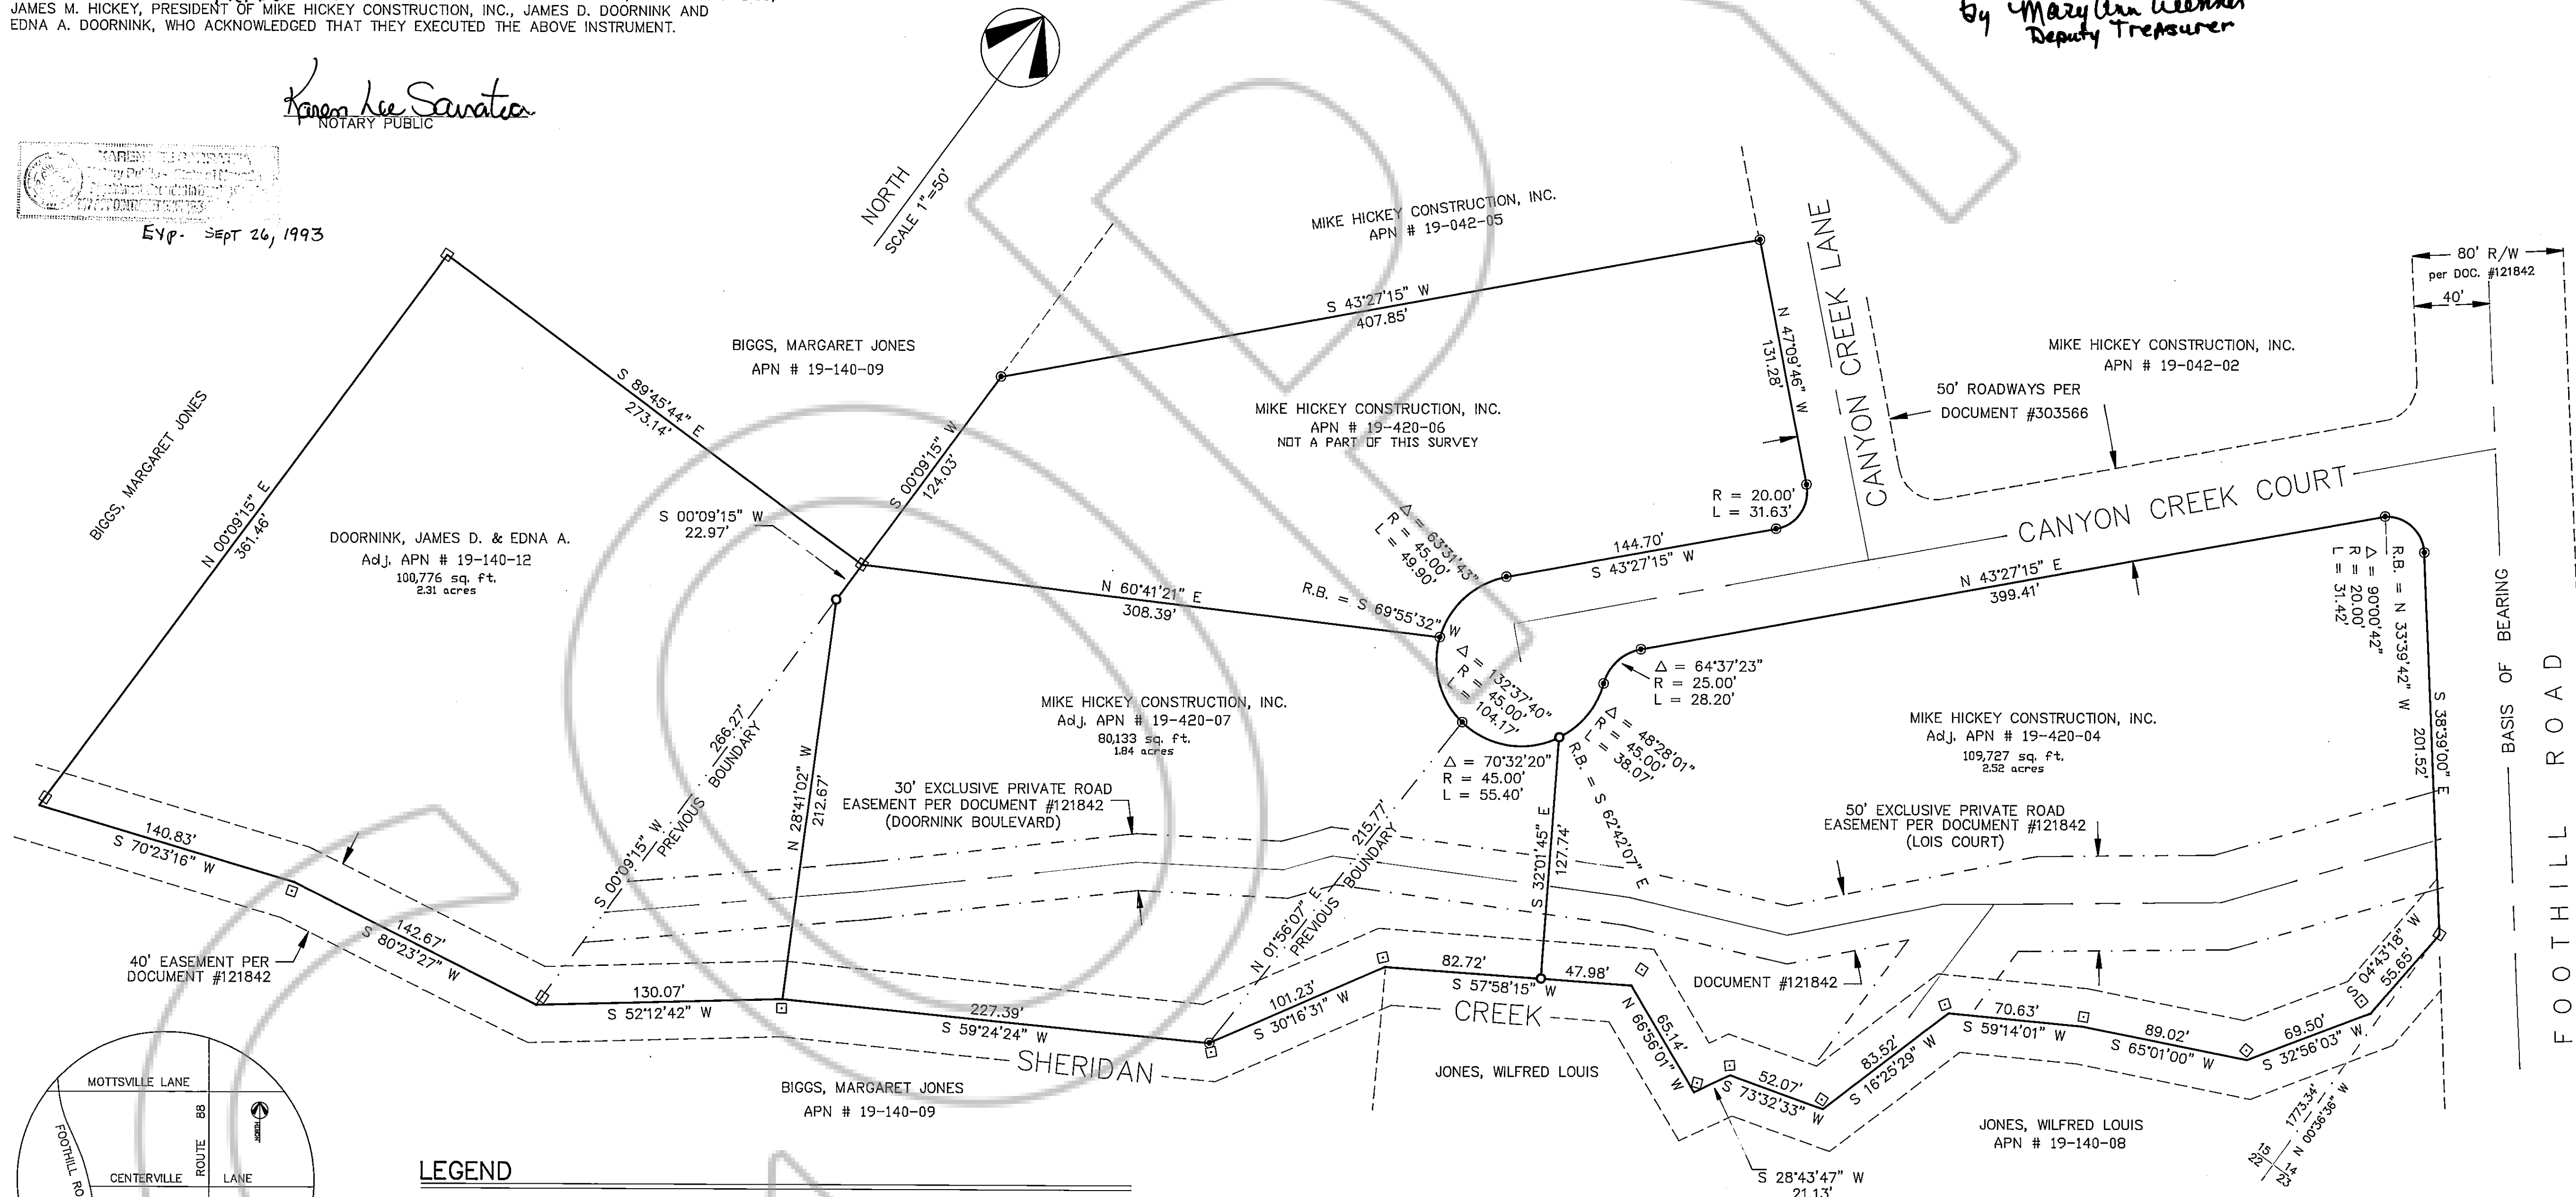 JAMES M. HICKEY, PRESIDENT OF MIKE HICKEY CONSTRUCTION, INC., JAMES D. DOORNINK AND
EDNA A. DOORNINK, WHO ACKNOWLEDGED THAT THEY EXECUTED THE ABOVE INSTRUMENT.
by Mary Ann
Deputy Treasurer
Karen Lee
NOTARY PUBLIC
EXP. SEPT 26, 1993
NORTH
SCALE 1"=50'
MIKE HICKEY CONSTRUCTION, INC.
APN # 19-042-05
S 43°27'15" W
407.85'
N 47°09'46" W
131.28'
CANYON CREEK LANE
80' R/W
per DOC. #121842
40'
MIKE HICKEY CONSTRUCTION, INC.
APN # 19-042-02
50' ROADWAYS PER
DOCUMENT #303566
BIGGS, MARGARET JONES
APN # 19-140-09
S 89°45'44" E
273.14'
BIGGS, MARGARET JONES
N 00°09'15" E
361.46'
S 00°09'15" W
124.03'
MIKE HICKEY CONSTRUCTION, INC.
APN # 19-420-06
NOT A PART OF THIS SURVEY
S 00°09'15" W
22.97'
DOORNINK, JAMES D. & EDNA A.
Adj. APN # 19-140-12
100,776 sq. ft.
2.31 acres
R = 20.00'
L = 31.63'
Δ = 63°31'43"
R = 45.00'
L = 49.90'
144.70'
S 43°27'15" W
CANYON CREEK COURT
N 43°27'15" E
399.41'
R.B. = N 33°39'42" W
Δ = 90°00'42"
R = 20.00'
L = 31.42'
N 60°41'21" E
308.39'
R.B. = S 69°55'32" W
Δ = 132°37'40"
R = 45.00'
L = 104.17'
Δ = 64°37'23"
R = 25.00'
L = 28.20'
Δ = 48°28'01"
R = 45.00'
L = 38.07'
R.B. = S 62°42'07" E
Δ = 70°32'20"
R = 45.00'
L = 55.40'
MIKE HICKEY CONSTRUCTION, INC.
Adj. APN # 19-420-07
80,133 sq. ft.
1.84 acres
MIKE HICKEY CONSTRUCTION, INC.
Adj. APN # 19-420-04
109,727 sq. ft.
2.52 acres
S 38°39'00" E
201.52'
BASIS OF BEARING
FOOTHILL ROAD
S 00°09'15" W 266.27'
PREVIOUS BOUNDARY
N 28°41'02" W
212.67'
30' EXCLUSIVE PRIVATE ROAD
EASEMENT PER DOCUMENT #121842
(DOORNINK BOULEVARD)
N 01°56'07" E 215.77'
PREVIOUS BOUNDARY
S 32°01'45" E
127.74'
50' EXCLUSIVE PRIVATE ROAD
EASEMENT PER DOCUMENT #121842
(LOIS COURT)
140.83'
S 70°23'16" W
142.67'
S 80°23'27" W
40' EASEMENT PER
DOCUMENT #121842
130.07'
S 52°12'42" W
227.39'
S 59°24'24" W
101.23'
S 30°16'31" W
82.72'
S 57°58'15" W
47.98'
65.14'
N 66°56'01" W
DOCUMENT #121842
52.07'
S 73°32'33" W
83.52'
S 16°25'29" W
70.63'
S 59°14'01" W
89.02'
S 65°01'00" W
69.50'
S 32°56'03" W
S 04°43'18" W
55.65'
SHERIDAN CREEK
BIGGS, MARGARET JONES
APN # 19-140-09
JONES, WILFRED LOUIS
JONES, WILFRED LOUIS
APN # 19-140-08
S 28°43'47" W
21.13'
1773.34'
N 00°36'36" W
15 14
22 23
MOTTSVILLE LANE
ROUTE 88
FOOTHILL RO
CENTERVILLE LANE
LEGEND